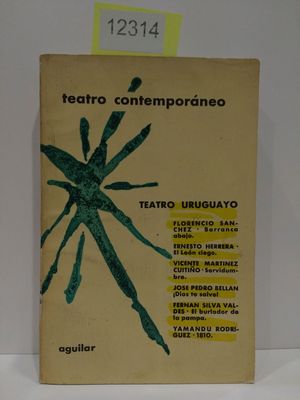 12314
teatro contemporáneo
TEATRO URUGUAYO
FLORENCIO SAN-
CHEZ · Barranca
abajo.
ERNESTO HERRERA ·
El León ciego.
VICENTE MARTINEZ
CUITIÑO · Servidum-
bre.
JOSE PEDRO BELLAN
¡Dios te salve!
FERNAN SILVA VAL-
DES · El burlador de
la pampa.
YAMANDU RODRI-
GUEZ · 1810.
aguilar